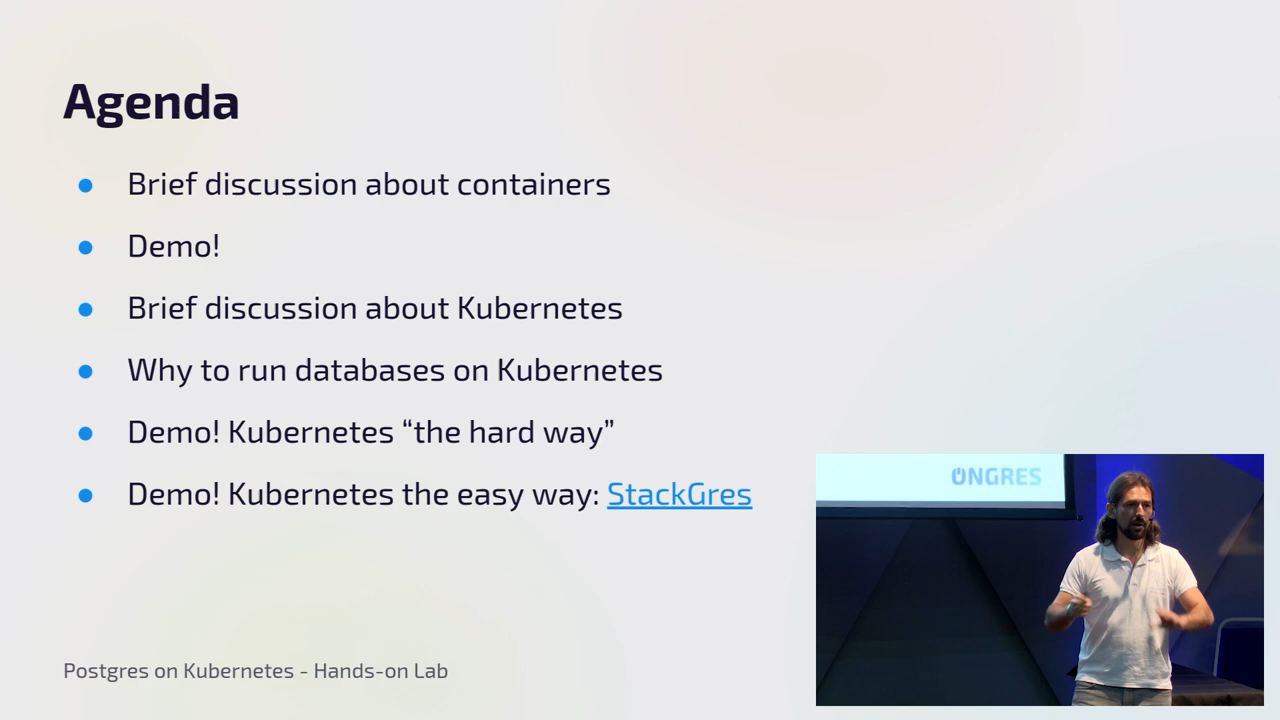 Agenda
● Brief discussion about containers
● Demo!
● Brief discussion about Kubernetes
● Why to run databases on Kubernetes
● Demo! Kubernetes “the hard way”
● Demo! Kubernetes the easy way: StackGres
ONGRES
Postgres on Kubernetes - Hands-on Lab